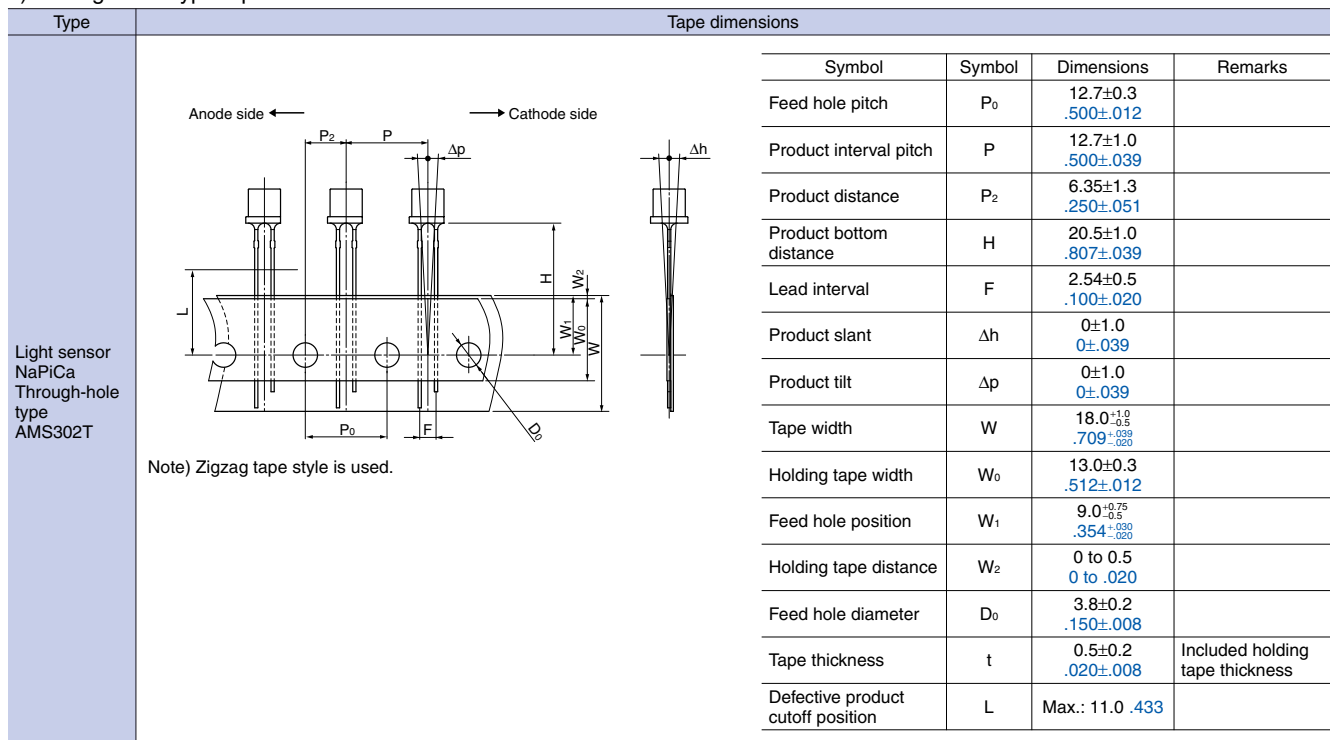 Type
Tape dimensions
Light sensor
NaPiCa
Through-hole
type
AMS302T
Anode side
Cathode side
P2
P
Δp
Δh
L
H
W2
W1
W0
W
P0
F
D0
Note) Zigzag tape style is used.
Symbol Symbol Dimensions Remarks
Feed hole pitch P0 12.7±0.3
.500±.012
Product interval pitch P 12.7±1.0
.500±.039
Product distance P2 6.35±1.3
.250±.051
Product bottom
distance H 20.5±1.0
.807±.039
Lead interval F 2.54±0.5
.100±.020
Product slant Δh 0±1.0
0±.039
Product tilt Δp 0±1.0
0±.039
Tape width W 18.0 +1.0 −0.5
.709 +.039 −.020
Holding tape width W0 13.0±0.3
.512±.012
Feed hole position W1 9.0 +0.75 −0.5
.354 +.030 −.020
Holding tape distance W2 0 to 0.5
0 to .020
Feed hole diameter D0 3.8±0.2
.150±.008
Tape thickness t 0.5±0.2
.020±.008
Included holding
tape thickness
Defective product
cutoff position L Max.: 11.0 .433